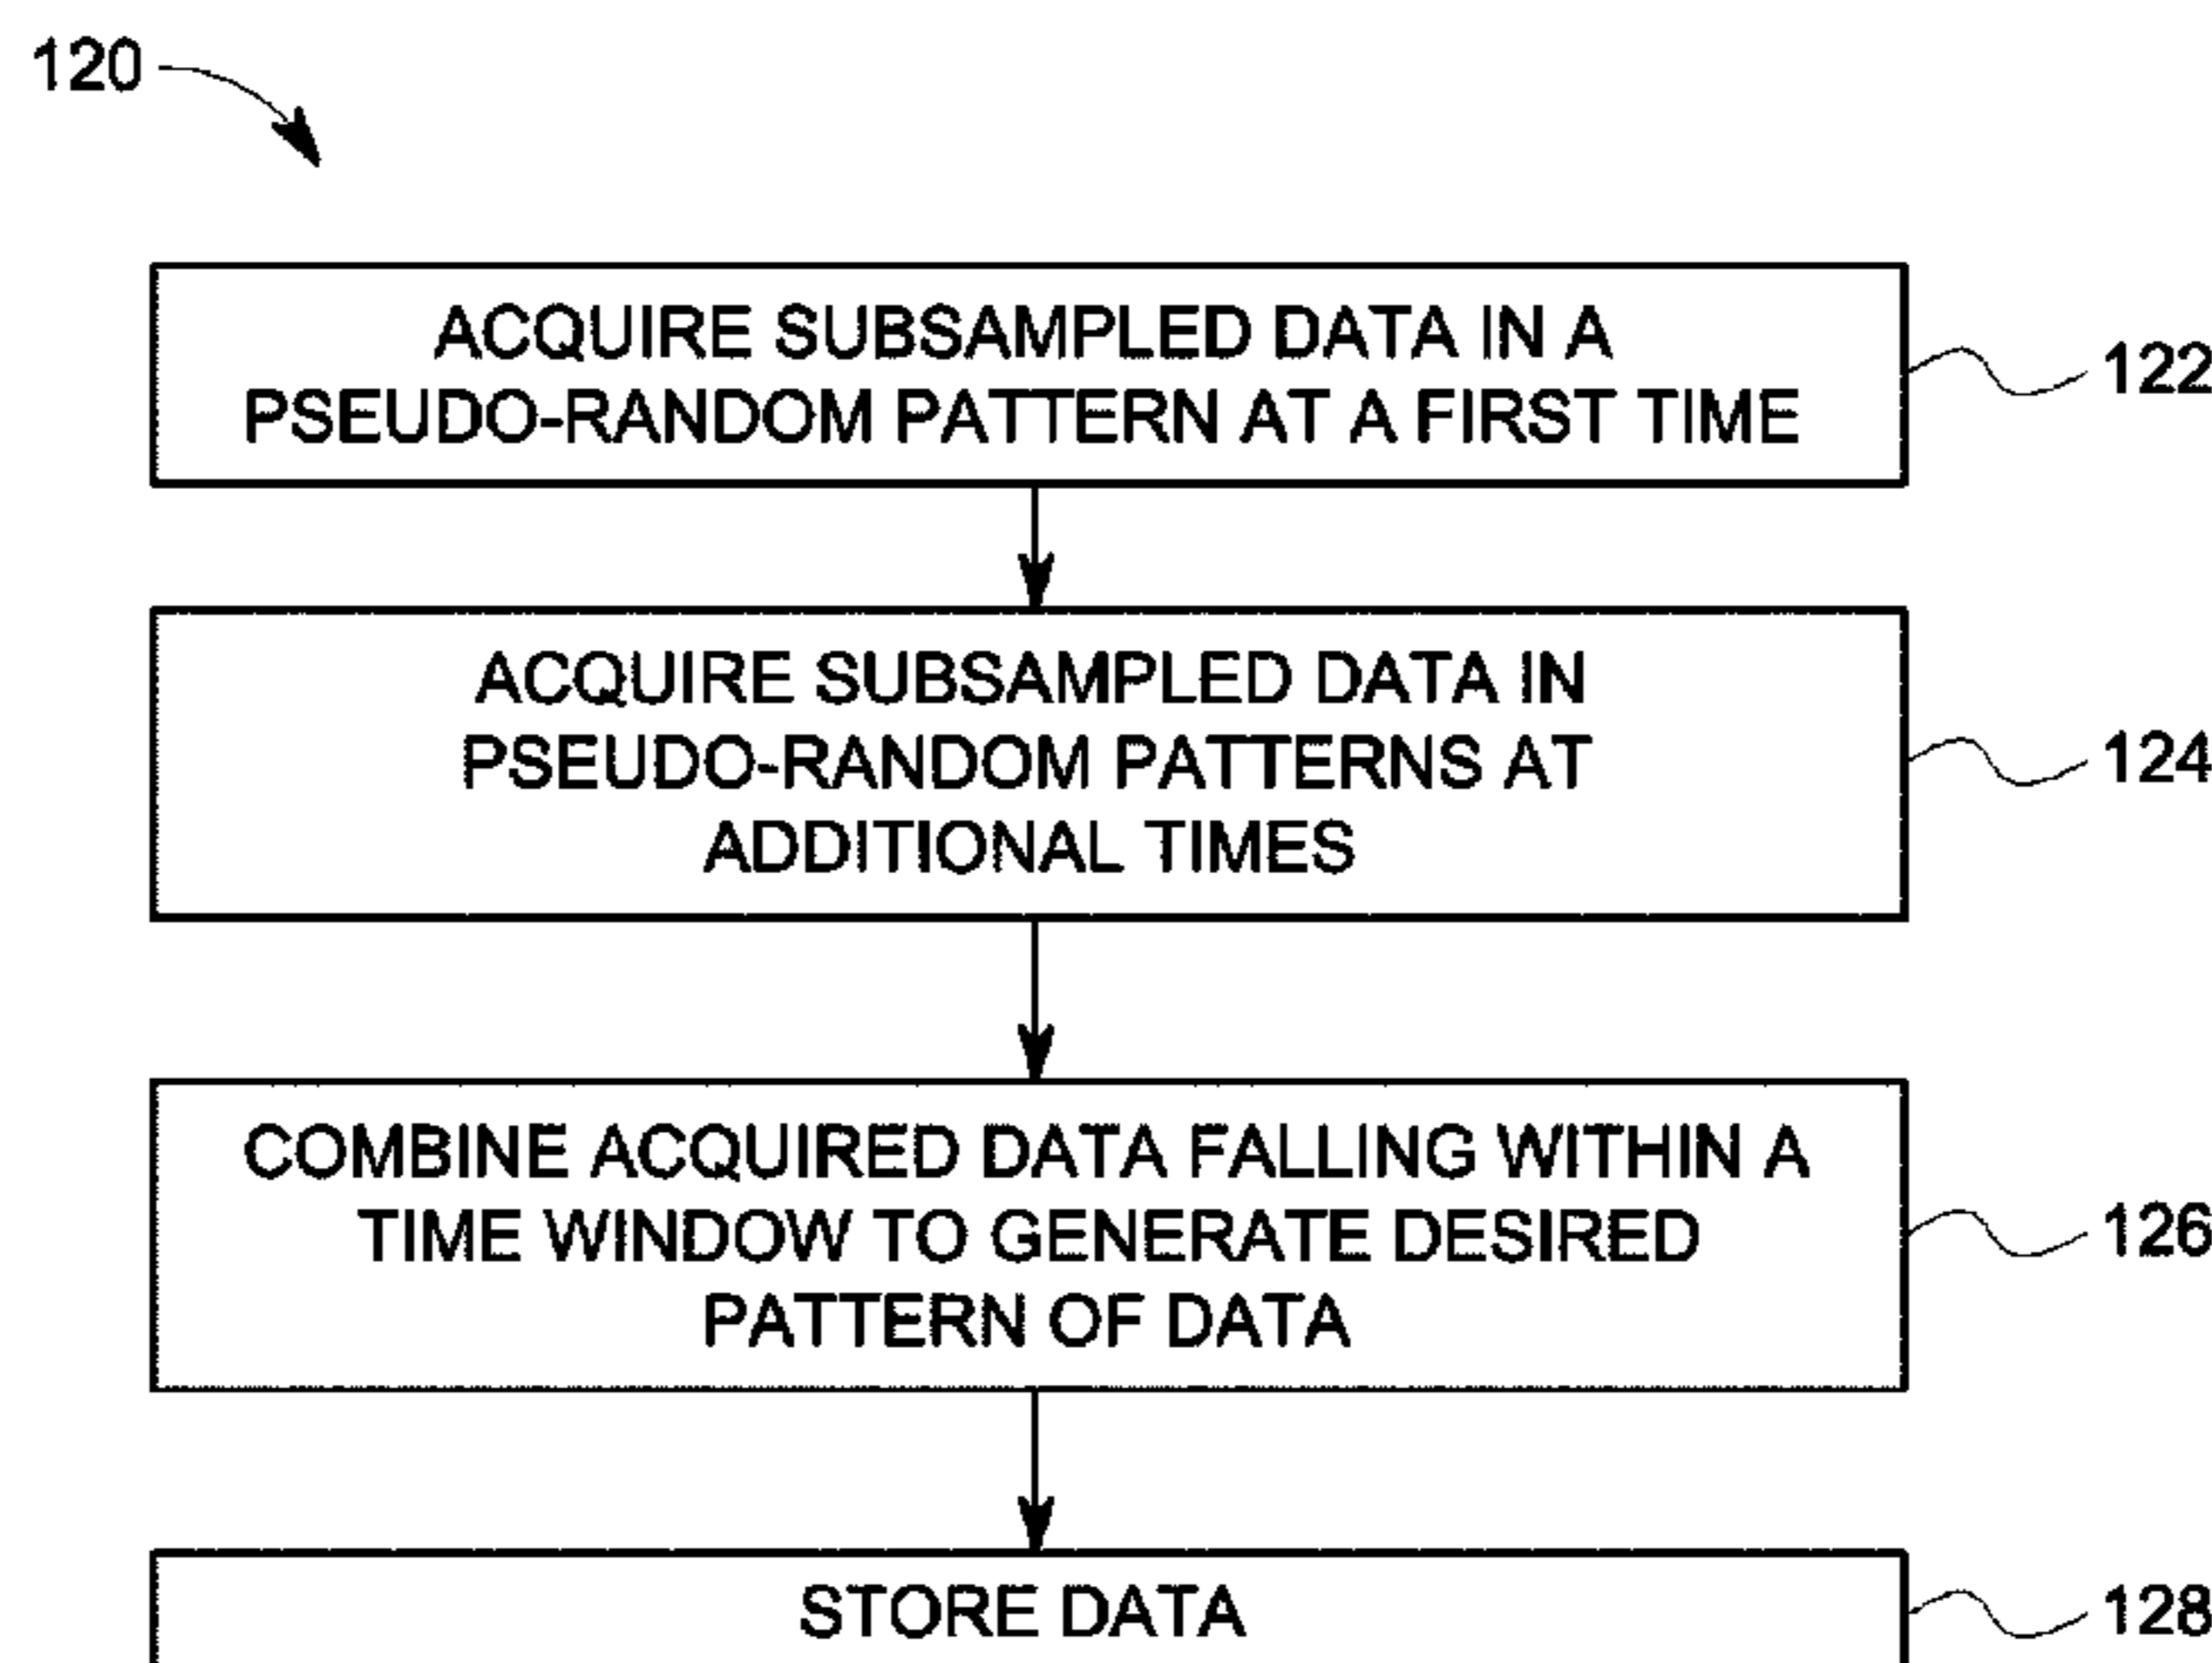 120
ACQUIRE SUBSAMPLED DATA IN A
PSEUDO-RANDOM PATTERN AT A FIRST TIME
122
ACQUIRE SUBSAMPLED DATA IN
PSEUDO-RANDOM PATTERNS AT
ADDITIONAL TIMES
124
COMBINE ACQUIRED DATA FALLING WITHIN A
TIME WINDOW TO GENERATE DESIRED
PATTERN OF DATA
126
STORE DATA
128